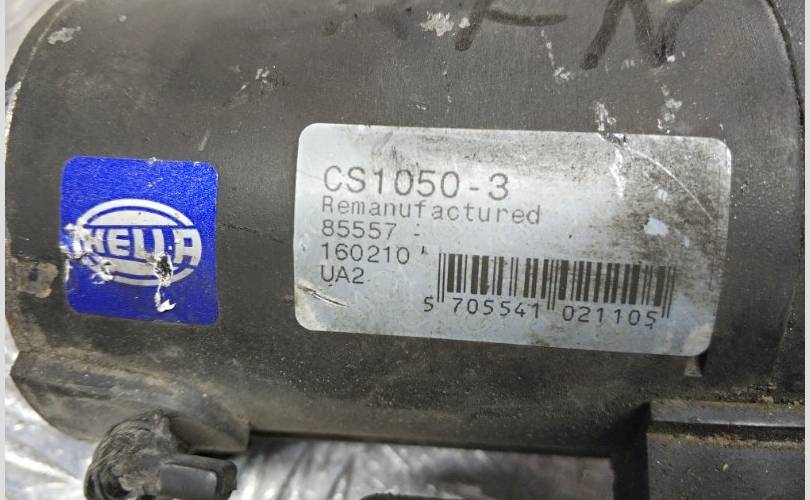 HELLA
CS1050-3
Remanufactured
85557
160210
UA2
5 705541 021105